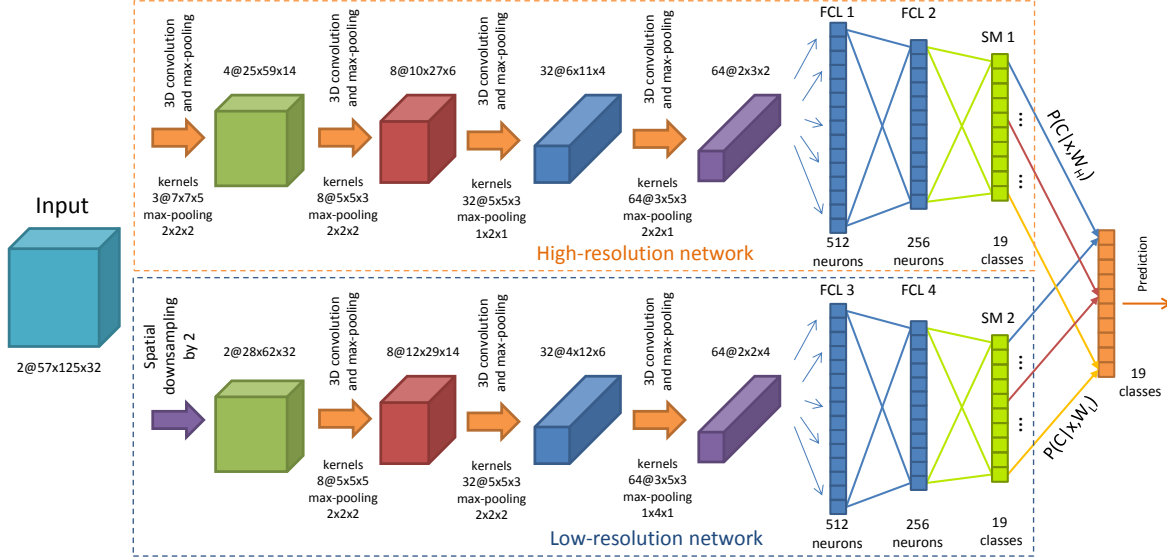 Input
2@57x125x32
3D convolution
and max-pooling
4@25x59x14
3D convolution
and max-pooling
8@10x27x6
3D convolution
and max-pooling
32@6x11x4
3D convolution
and max-pooling
64@2x3x2
FCL 1
FCL 2
SM 1
kernels
3@7x7x5
max-pooling
2x2x2
kernels
8@5x5x3
max-pooling
2x2x2
kernels
32@5x5x3
max-pooling
1x2x1
kernels
64@3x5x3
max-pooling
2x2x1
...
...
512
neurons
256
neurons
19
classes
High-resolution network
P(C|x,W_H)
Spatial
downsampling
by 2
2@28x62x32
3D convolution
and max-pooling
8@12x29x14
3D convolution
and max-pooling
32@4x12x6
3D convolution
and max-pooling
64@2x2x4
FCL 3
FCL 4
SM 2
kernels
8@5x5x5
max-pooling
2x2x2
kernels
32@5x5x3
max-pooling
2x2x2
kernels
64@3x5x3
max-pooling
1x4x1
...
...
512
neurons
256
neurons
19
classes
Low-resolution network
P(C|x,W_L)
Prediction
19
classes